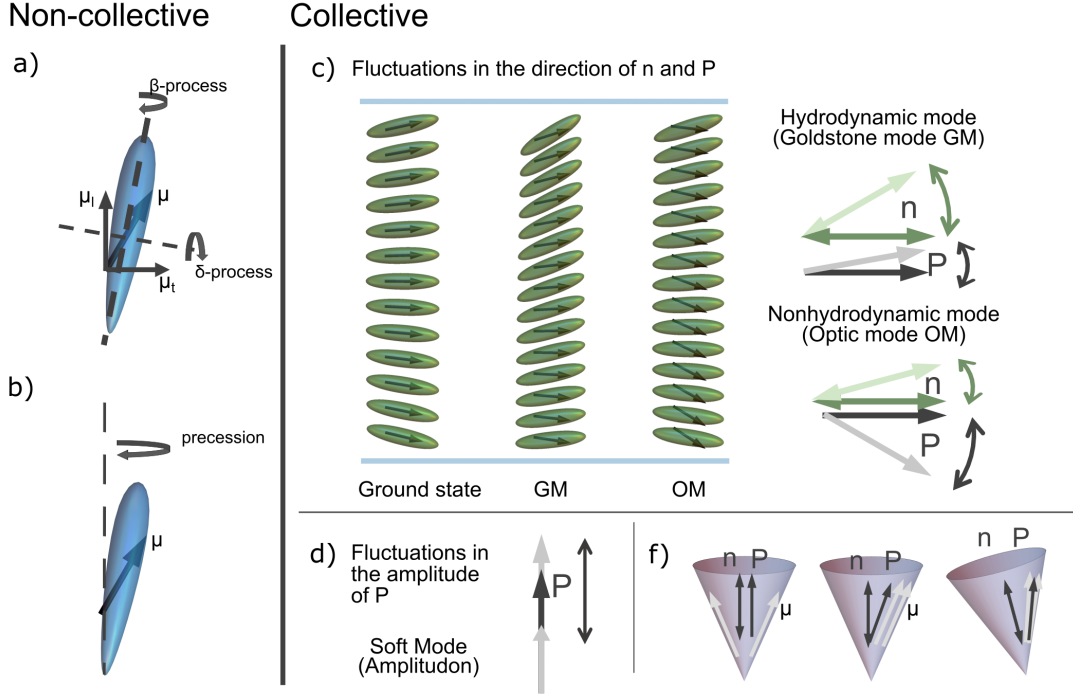 Non-collective
Collective
a)
β-process
μ
μl
δ-process
μt
b)
precession
μ
c) Fluctuations in the direction of n and P
Hydrodynamic mode
(Goldstone mode GM)
n
P
Nonhydrodynamic mode
(Optic mode OM)
n
P
Ground state
GM
OM
d) Fluctuations in
the amplitude
of P
P
Soft Mode
(Amplitudon)
f)
n P
μ
n P
μ
n P